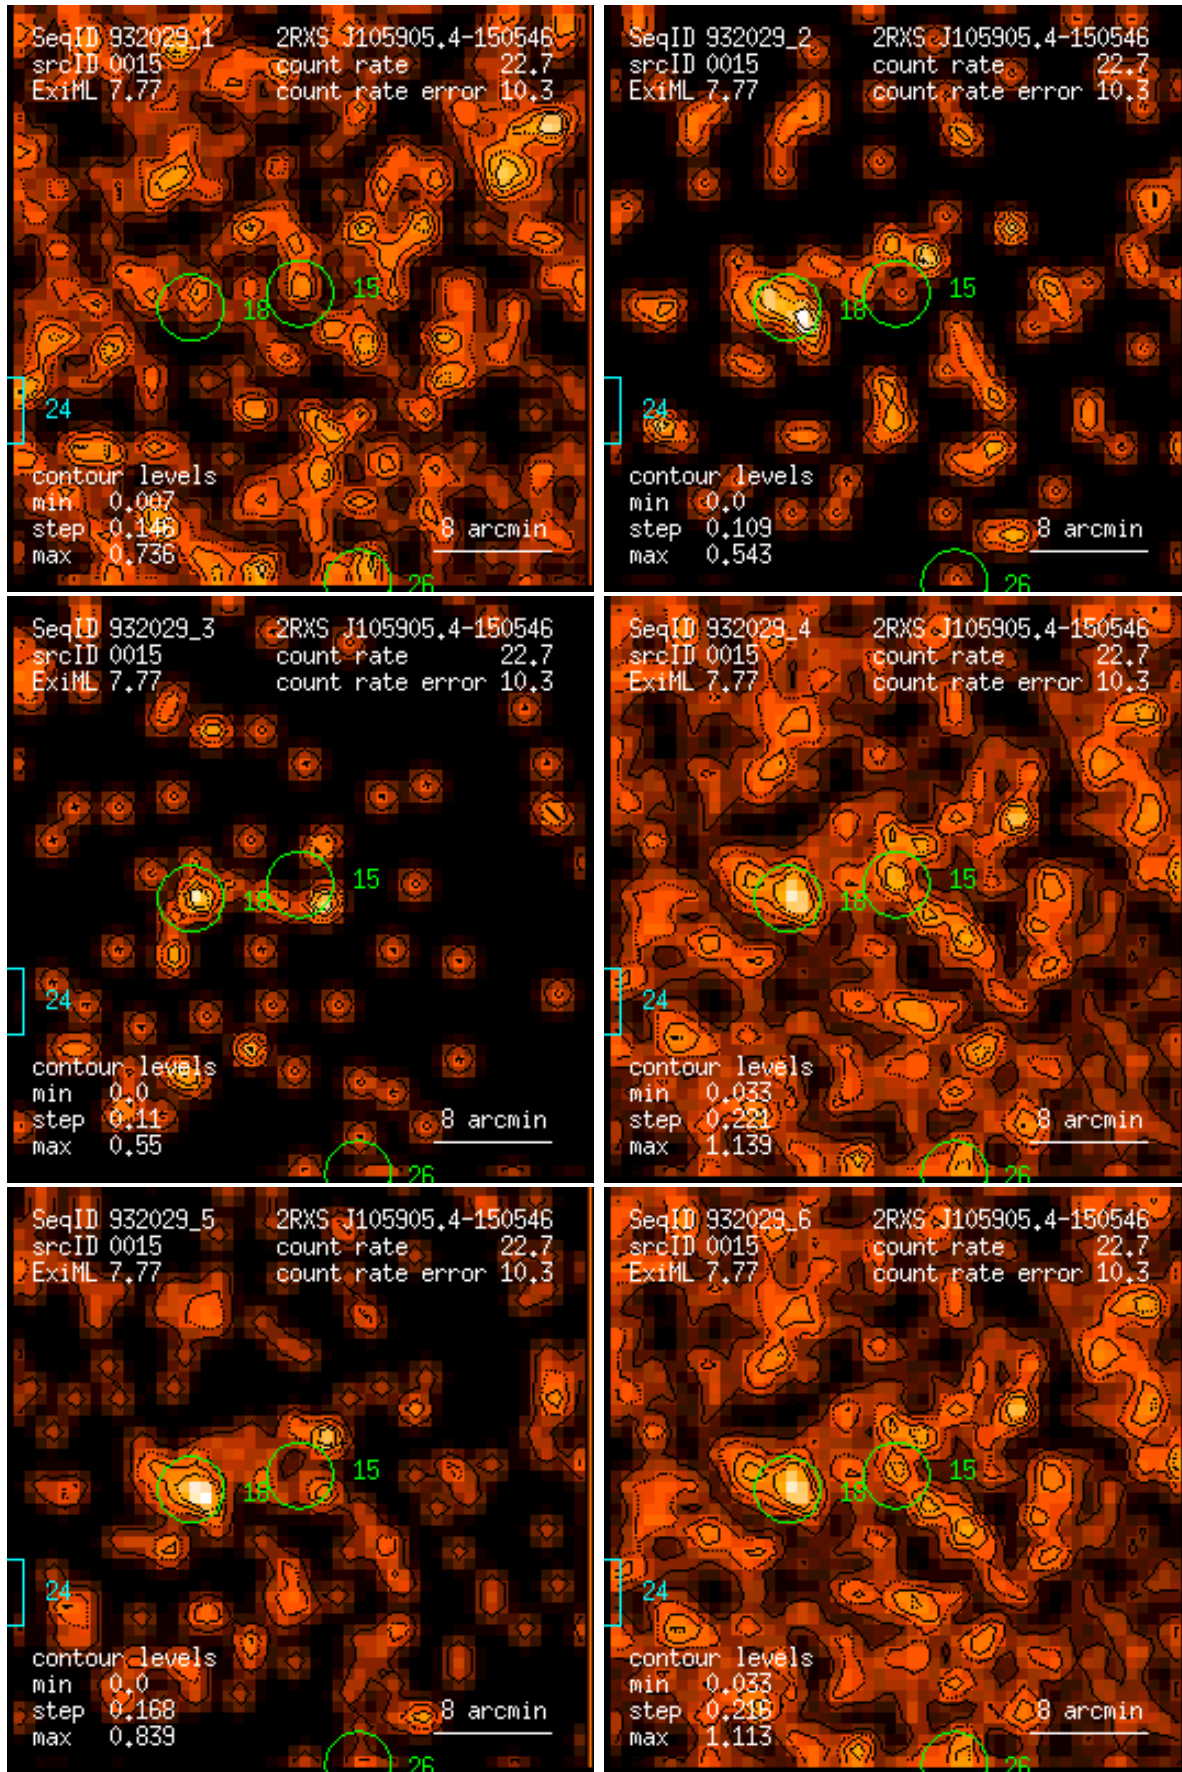 SeqID 932029_1 2RXS J105905.4-150546
srcID 0015 count rate 22.7
ExiML 7.77 count rate error 10.3
15
18
24
contour levels
min 0.007
step 0.146
max 0.736
8 arcmin
26
SeqID 932029_2 2RXS J105905.4-150546
srcID 0015 count rate 22.7
ExiML 7.77 count rate error 10.3
15
18
24
contour levels
min 0.0
step 0.109
max 0.543
8 arcmin
26
SeqID 932029_3 2RXS J105905.4-150546
srcID 0015 count rate 22.7
ExiML 7.77 count rate error 10.3
15
18
24
contour levels
min 0.0
step 0.11
max 0.55
8 arcmin
26
SeqID 932029_4 2RXS J105905.4-150546
srcID 0015 count rate 22.7
ExiML 7.77 count rate error 10.3
15
18
24
contour levels
min 0.033
step 0.221
max 1.139
8 arcmin
26
SeqID 932029_5 2RXS J105905.4-150546
srcID 0015 count rate 22.7
ExiML 7.77 count rate error 10.3
15
18
24
contour levels
min 0.0
step 0.168
max 0.839
8 arcmin
26
SeqID 932029_6 2RXS J105905.4-150546
srcID 0015 count rate 22.7
ExiML 7.77 count rate error 10.3
15
18
24
contour levels
min 0.033
step 0.216
max 1.113
8 arcmin
26